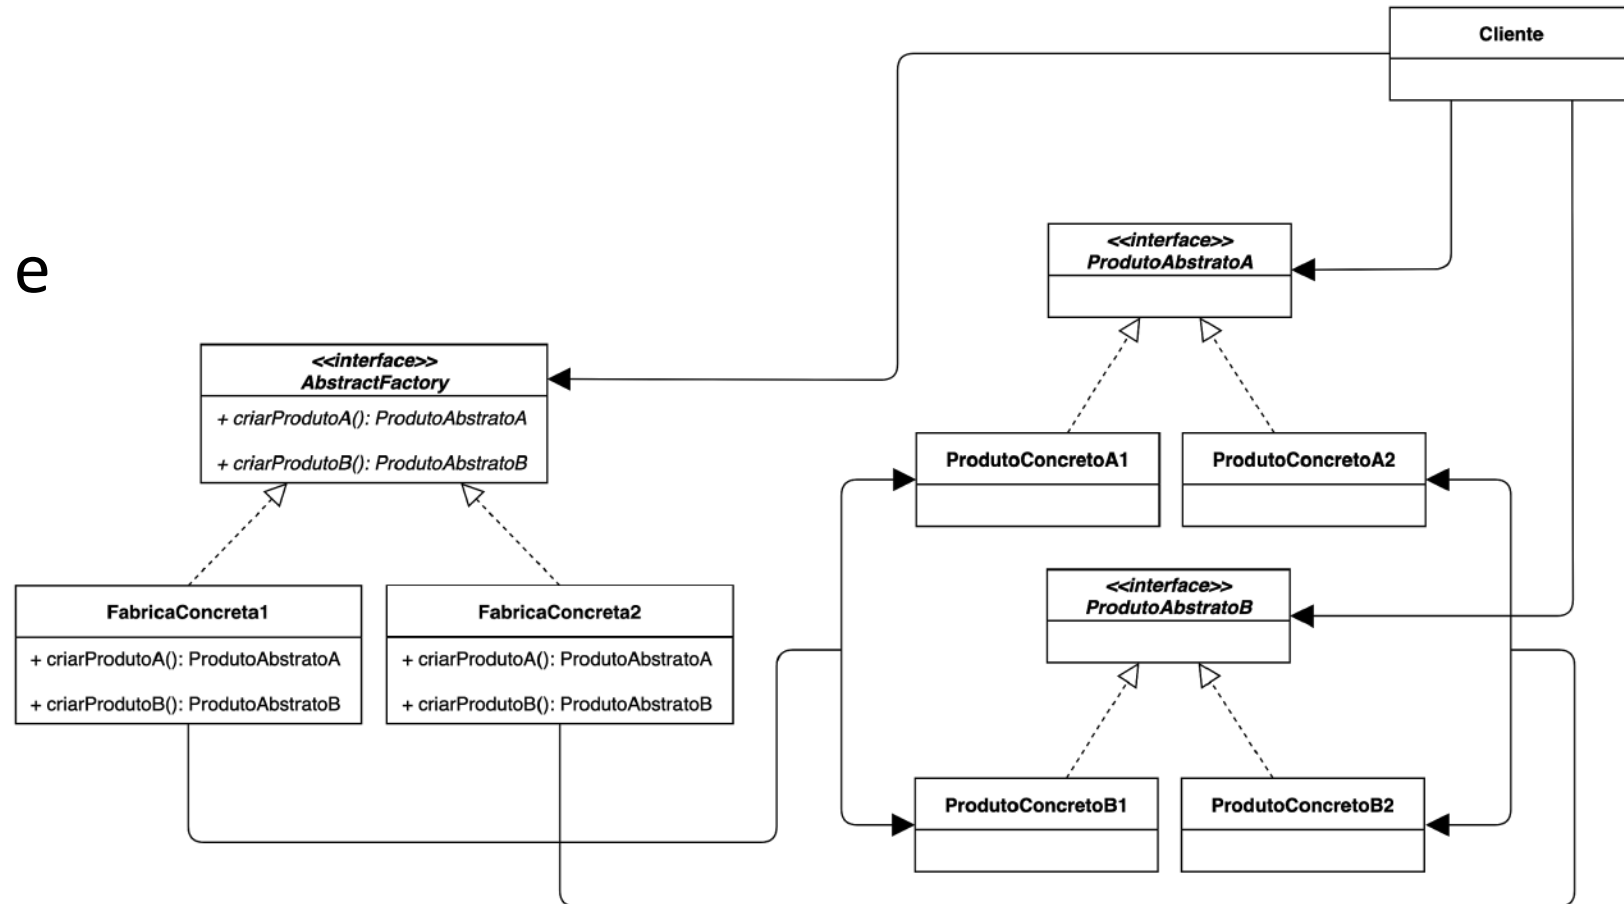 Cliente
<<interface>>
ProdutoAbstratoA
e
<<interface>>
AbstractFactory
+ criarProdutoA(): ProdutoAbstratoA
+ criarProdutoB(): ProdutoAbstratoB
ProdutoConcretoA1
ProdutoConcretoA2
<<interface>>
ProdutoAbstratoB
FabricaConcreta1
+ criarProdutoA(): ProdutoAbstratoA
+ criarProdutoB(): ProdutoAbstratoB
FabricaConcreta2
+ criarProdutoA(): ProdutoAbstratoA
+ criarProdutoB(): ProdutoAbstratoB
ProdutoConcretoB1
ProdutoConcretoB2